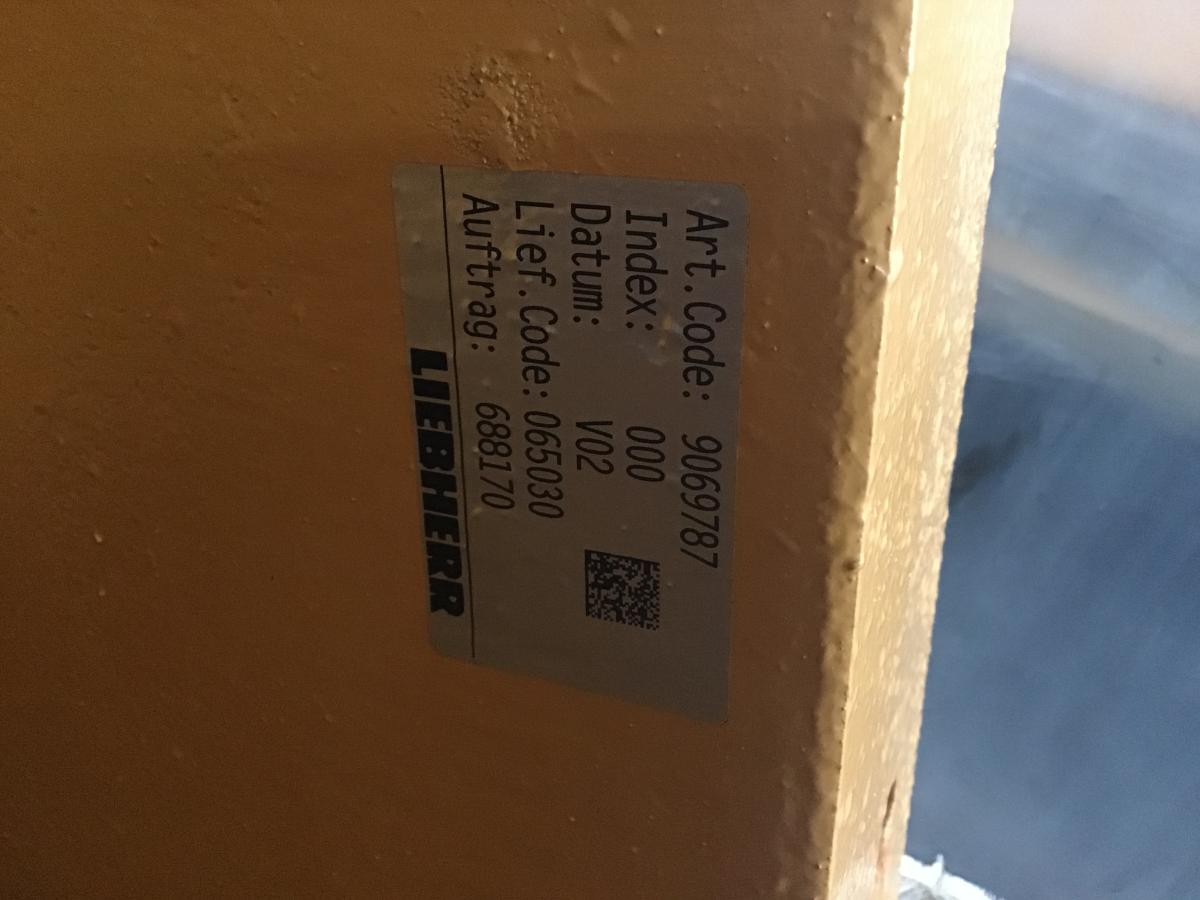 Art.Code: 9069787
Index: 000
Datum: V02
Lief.Code: 065030
Auftrag: 688170
LIEBHERR